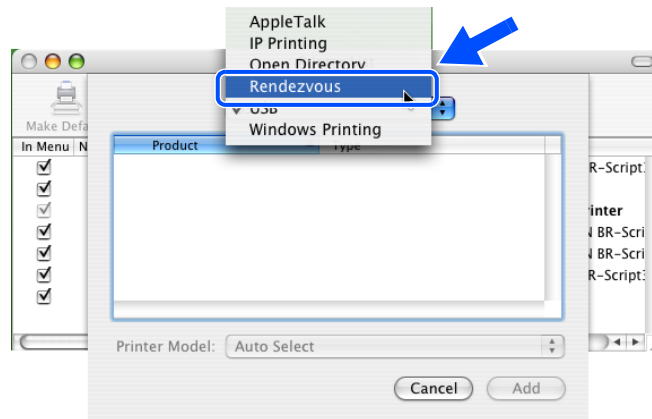 AppleTalk
IP Printing
Open Directory
Rendezvous
USB
Windows Printing
Make Defa
In Menu N
Product Type
R-Script
inter
N BR-Scri
N BR-Scri
R-Script3
Printer Model: Auto Select
Cancel Add